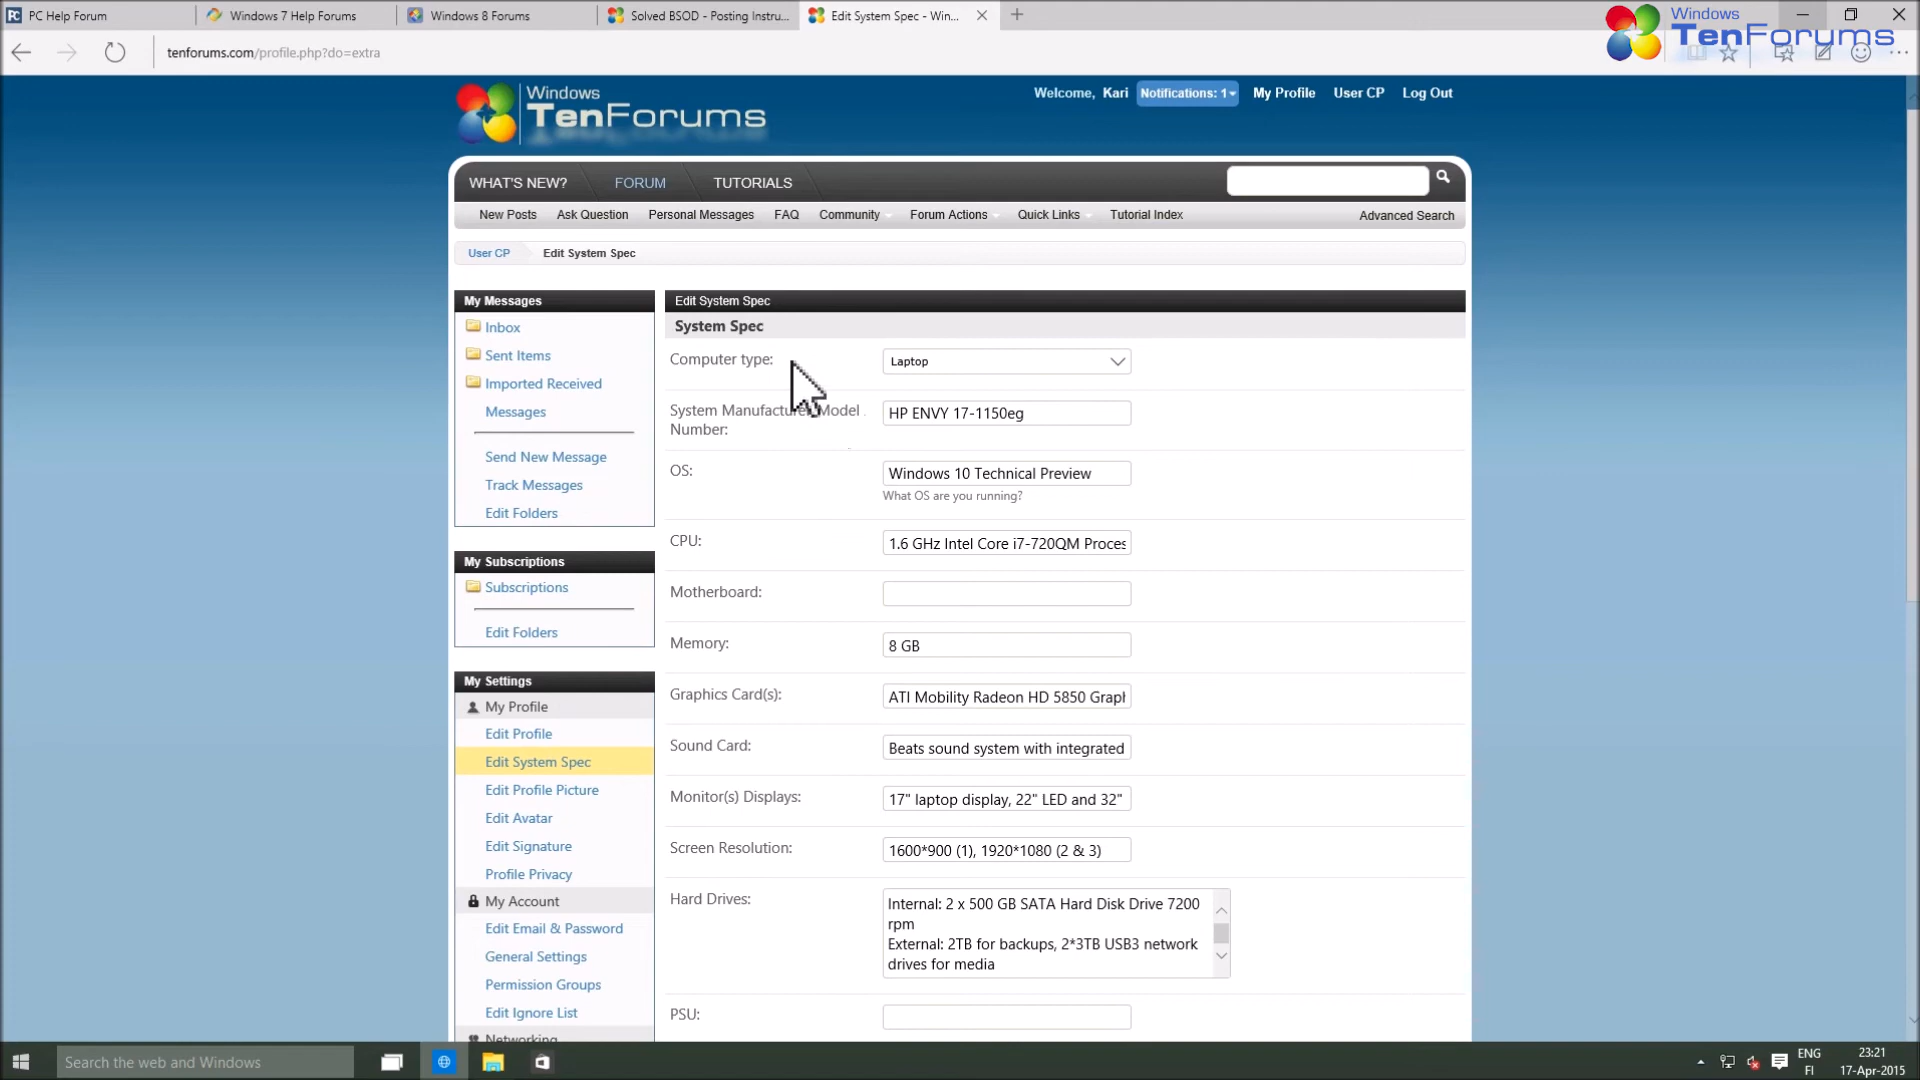 PC Help Forum
Windows 7 Help Forums
Windows 8 Forums
Solved BSOD - Posting Instru...
Edit System Spec - Win...
Windows
TenForums
tenforums.com/profile.php?do=extra
Windows
TenForums
Welcome, Kari Notifications: 1 My Profile User CP Log Out
WHAT'S NEW? FORUM TUTORIALS
New Posts Ask Question Personal Messages FAQ Community Forum Actions Quick Links Tutorial Index Advanced Search
User CP Edit System Spec
My Messages
Inbox
Sent Items
Imported Received
Messages
Send New Message
Track Messages
Edit Folders
My Subscriptions
Subscriptions
Edit Folders
My Settings
My Profile
Edit Profile
Edit System Spec
Edit Profile Picture
Edit Avatar
Edit Signature
Profile Privacy
My Account
Edit Email & Password
General Settings
Permission Groups
Edit Ignore List
Networking
Edit System Spec
System Spec
Computer type: Laptop
System Manufacturer/Model
Number:
HP ENVY 17-1150eg
OS: Windows 10 Technical Preview
What OS are you running?
CPU: 1.6 GHz Intel Core i7-720QM Proces
Motherboard:
Memory: 8 GB
Graphics Card(s): ATI Mobility Radeon HD 5850 Graph
Sound Card: Beats sound system with integrated
Monitor(s) Displays: 17" laptop display, 22" LED and 32"
Screen Resolution: 1600*900 (1), 1920*1080 (2 & 3)
Hard Drives: Internal: 2 x 500 GB SATA Hard Disk Drive 7200
rpm
External: 2TB for backups, 2*3TB USB3 network
drives for media
PSU:
Search the web and Windows
ENG
FI
23:21
17-Apr-2015